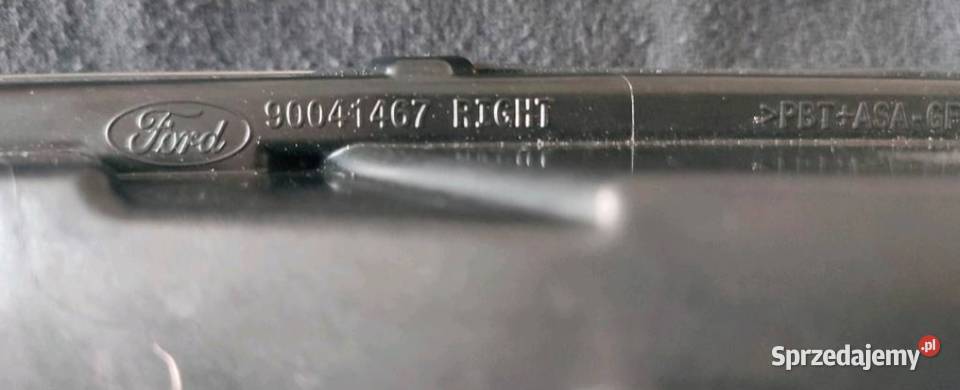 Ford 90041467 RIGHT >PBT+ASA-GF
Sprzedajemy.pl